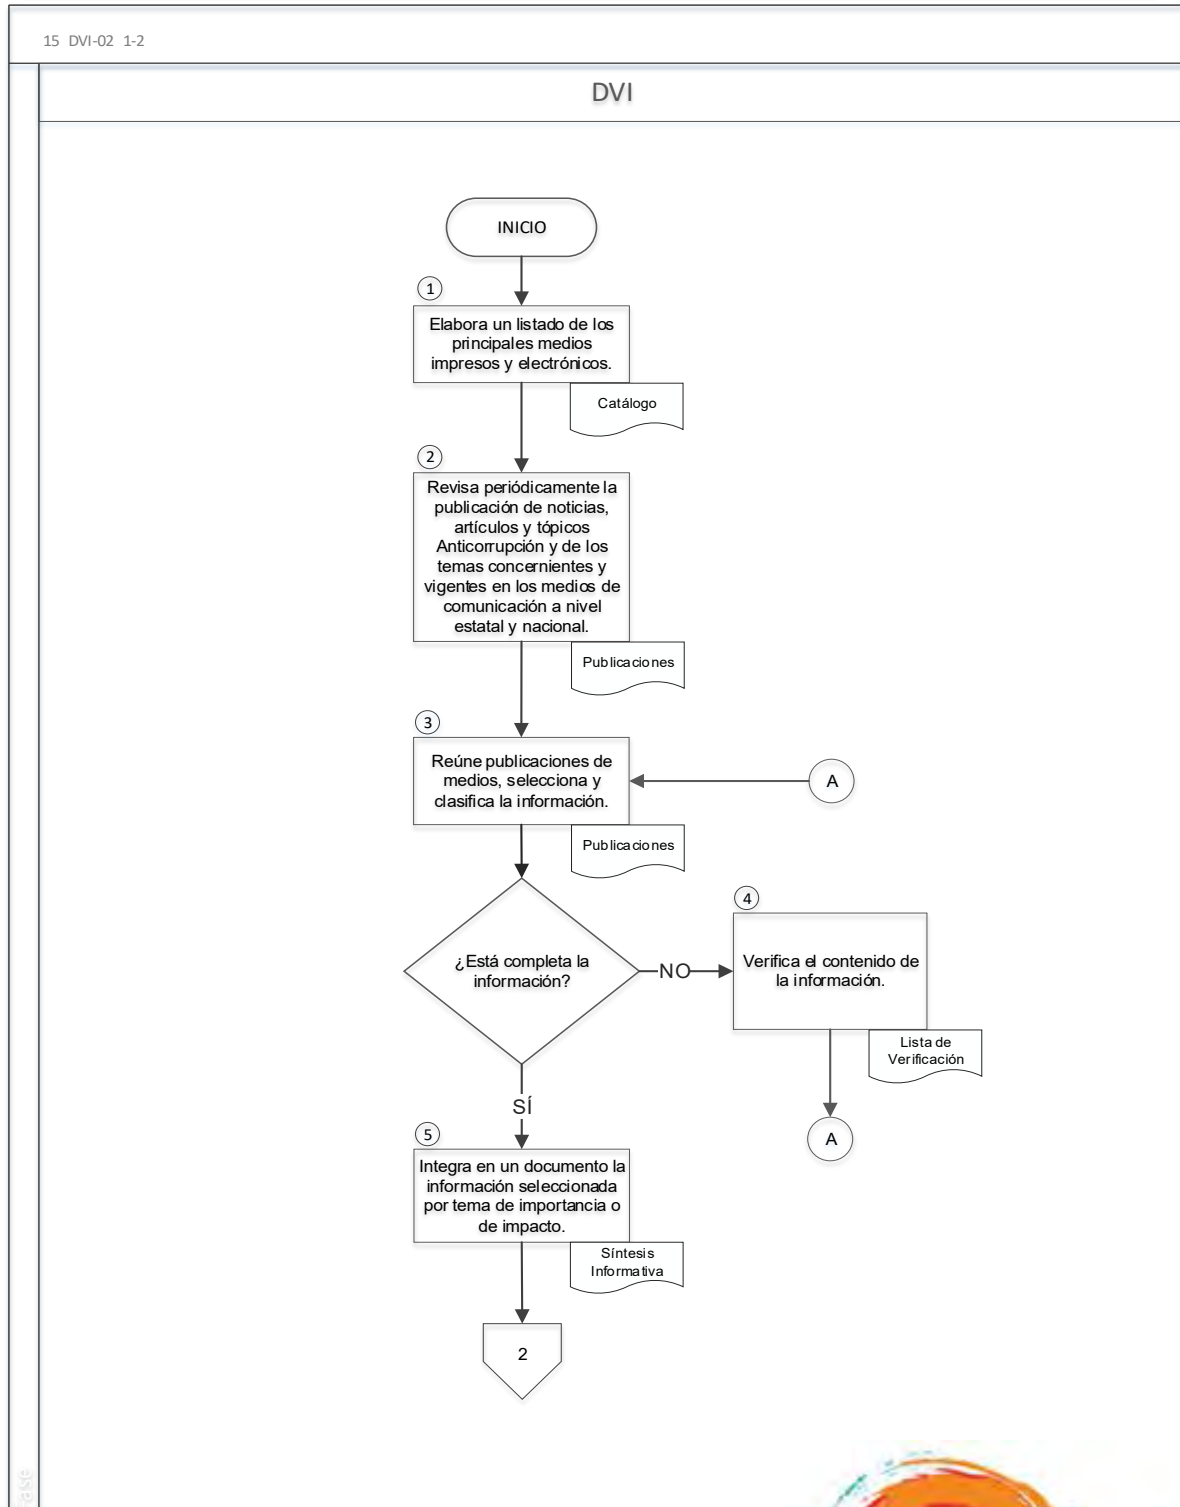 15 DVI-02 1-2
DVI
INICIO
1
Elabora un listado de los
principales medios
impresos y electrónicos.
Catálogo
2
Revisa periódicamente la
publicación de noticias,
artículos y tópicos
Anticorrupción y de los
temas concernientes y
vigentes en los medios de
comunicación a nivel
estatal y nacional.
Publicaciones
3
Reúne publicaciones de
medios, selecciona y
clasifica la información.
A
Publicaciones
¿Está completa la
información?
NO
4
Verifica el contenido de
la información.
Lista de
Verificación
A
SÍ
5
Integra en un documento la
información seleccionada
por tema de importancia o
de impacto.
Síntesis
Informativa
2